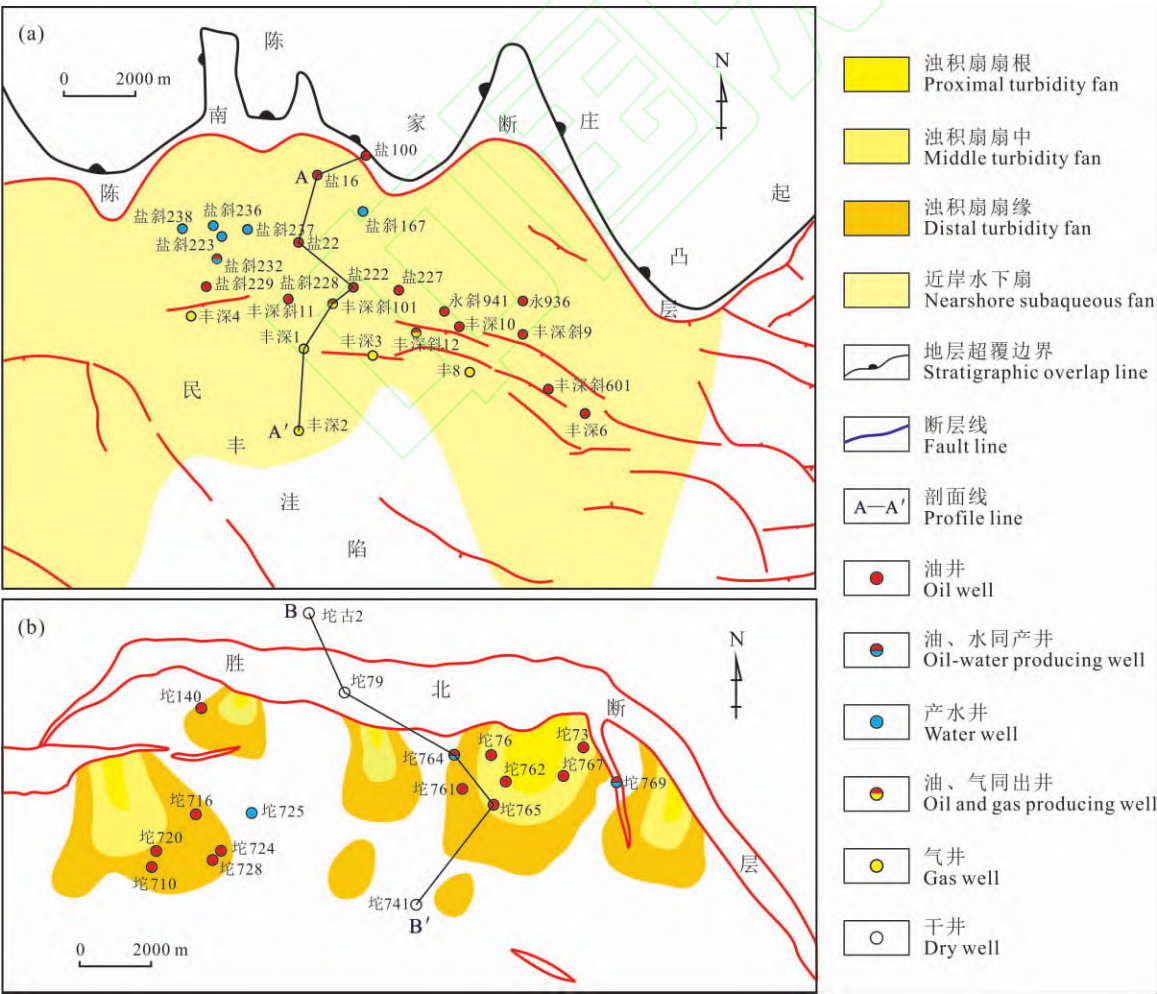 (a)
陈
N
0 2000 m
南
家
断
庄
盐100
A
盐16
陈
起
盐斜238
盐斜236
盐斜237
盐斜167
盐斜223
盐22
盐斜232
凸
盐斜229
盐斜228
盐222
盐227
层
丰深4
丰深斜11
丰深斜101
永斜941
永936
丰深10
丰深斜9
丰深1
丰深3
丰深斜12
丰8
民
丰深斜601
丰深6
A′
丰深2
丰
洼
陷
(b)
B
坨古2
N
胜
坨79
北
坨140
断
坨76
坨73
坨764
坨762
坨767
坨769
坨761
坨765
坨716
坨725
坨720
坨724
坨728
坨710
层
坨741
B′
0 2000 m
浊积扇扇根
Proximal turbidity fan
浊积扇扇中
Middle turbidity fan
浊积扇扇缘
Distal turbidity fan
近岸水下扇
Nearshore subaqueous fan
地层超覆边界
Stratigraphic overlap line
断层线
Fault line
A—A′
剖面线
Profile line
油井
Oil well
油、水同产井
Oil-water producing well
产水井
Water well
油、气同出井
Oil and gas producing well
气井
Gas well
干井
Dry well